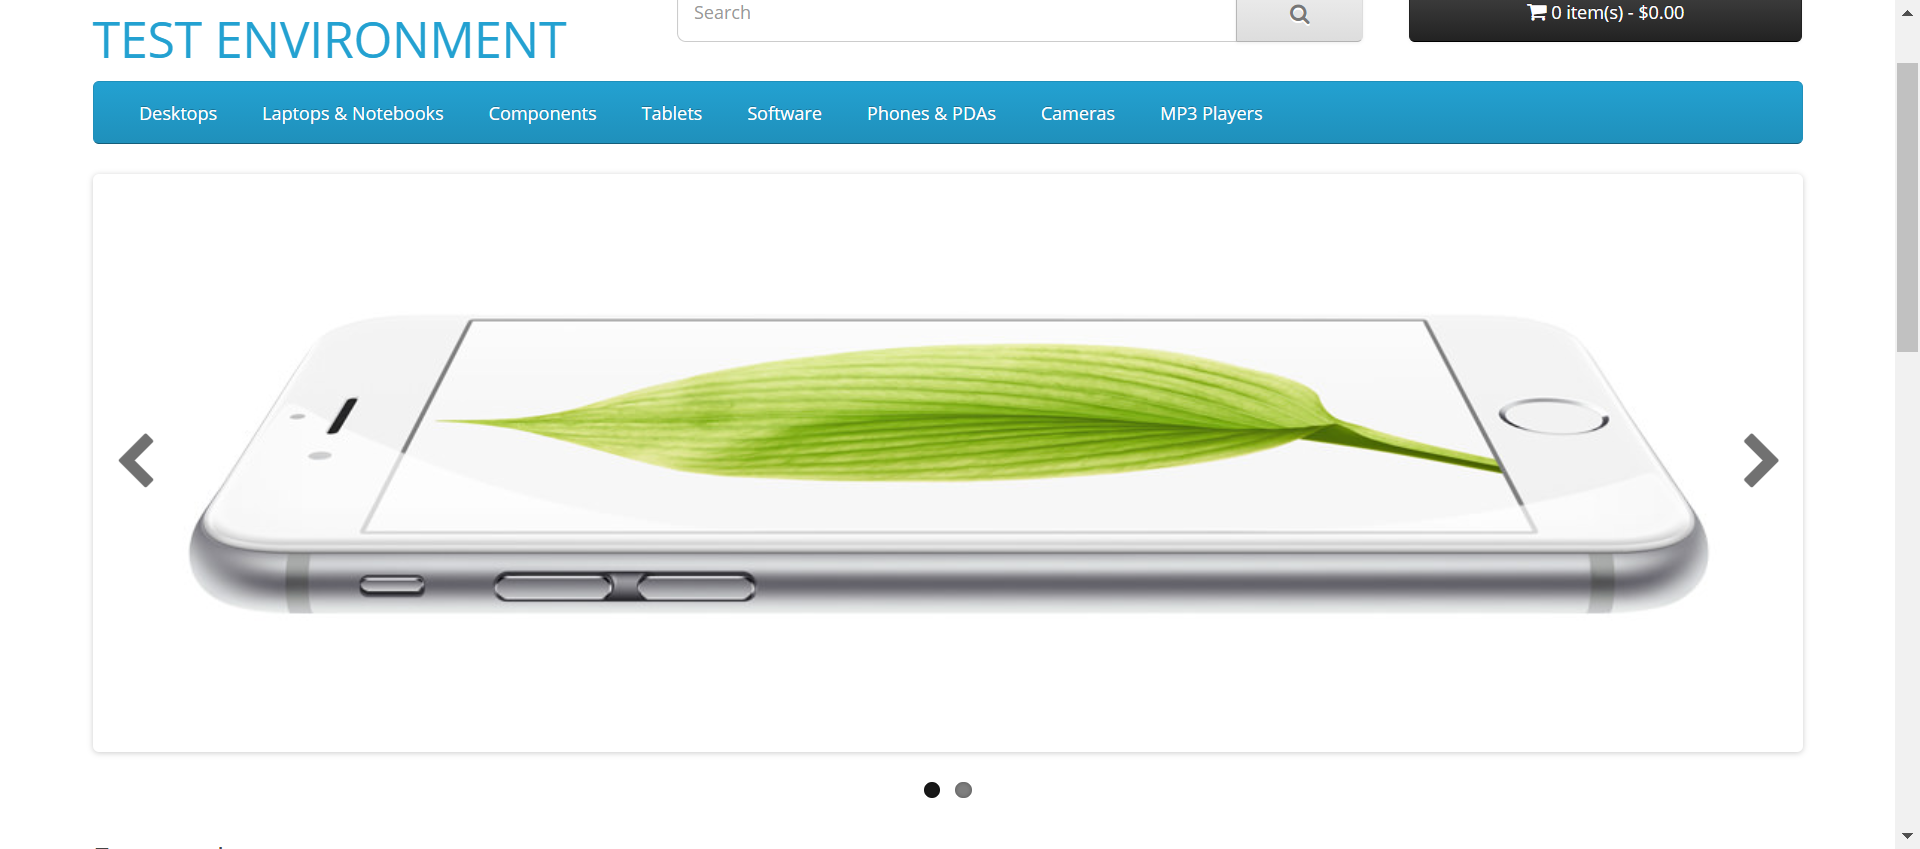 TEST ENVIRONMENT
Search
0 item(s) - $0.00
Desktops
Laptops & Notebooks
Components
Tablets
Software
Phones & PDAs
Cameras
MP3 Players